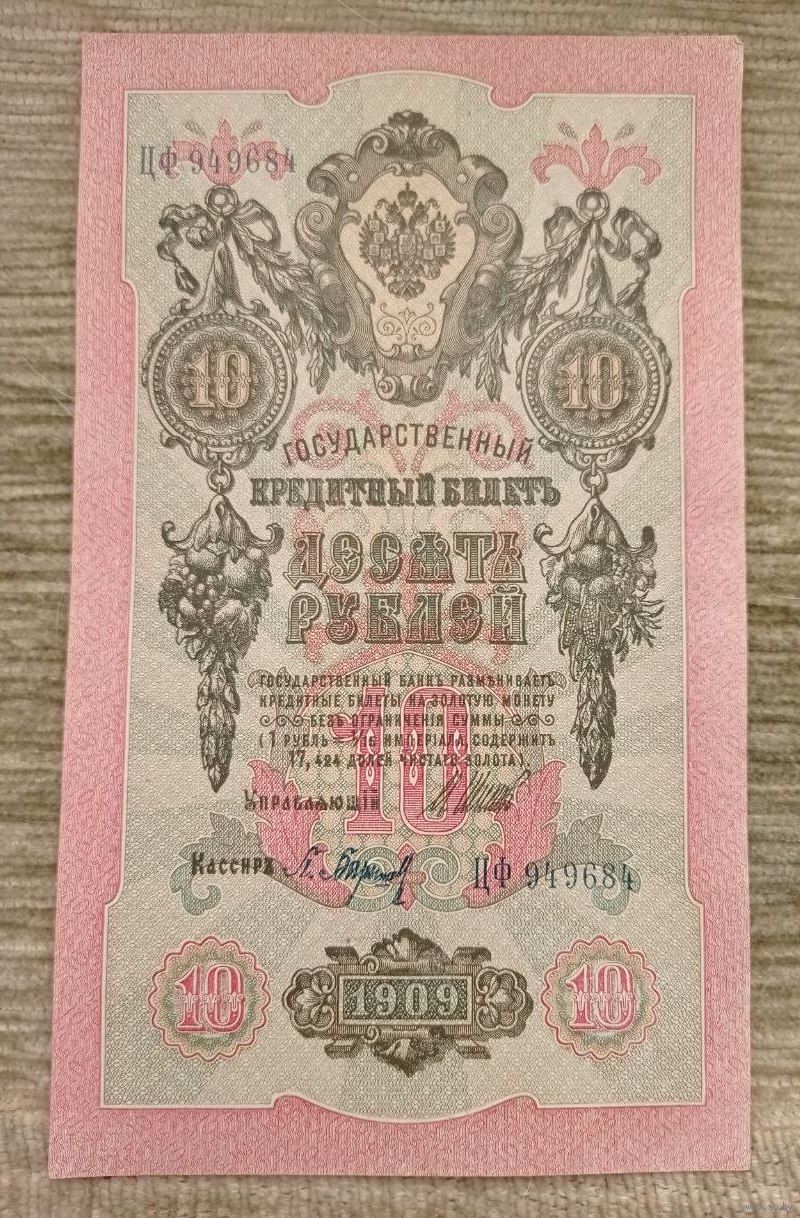 ЦФ 949684
10 10
ГОСУДАРСТВЕННЫЙ
КРЕДИТНЫЙ БИЛЕТЪ
ДЕСЯТЬ
РУБЛЕЙ
ГОСУДАРСТВЕННЫЙ БАНКЪ РАЗМѢНИВАЕТЪ
КРЕДИТНЫЕ БИЛЕТЫ НА ЗОЛОТУЮ МОНЕТУ
БЕЗЪ ОГРАНИЧЕНІЯ СУММЫ
(1 РУБЛЬ = 1/15 ИМПЕРІАЛА, СОДЕРЖИТЪ
17,424 ДОЛЕЙ ЧИСТАГО ЗОЛОТА).
10
Управляющій
Кассиръ
ЦФ 949684
10 1909 10